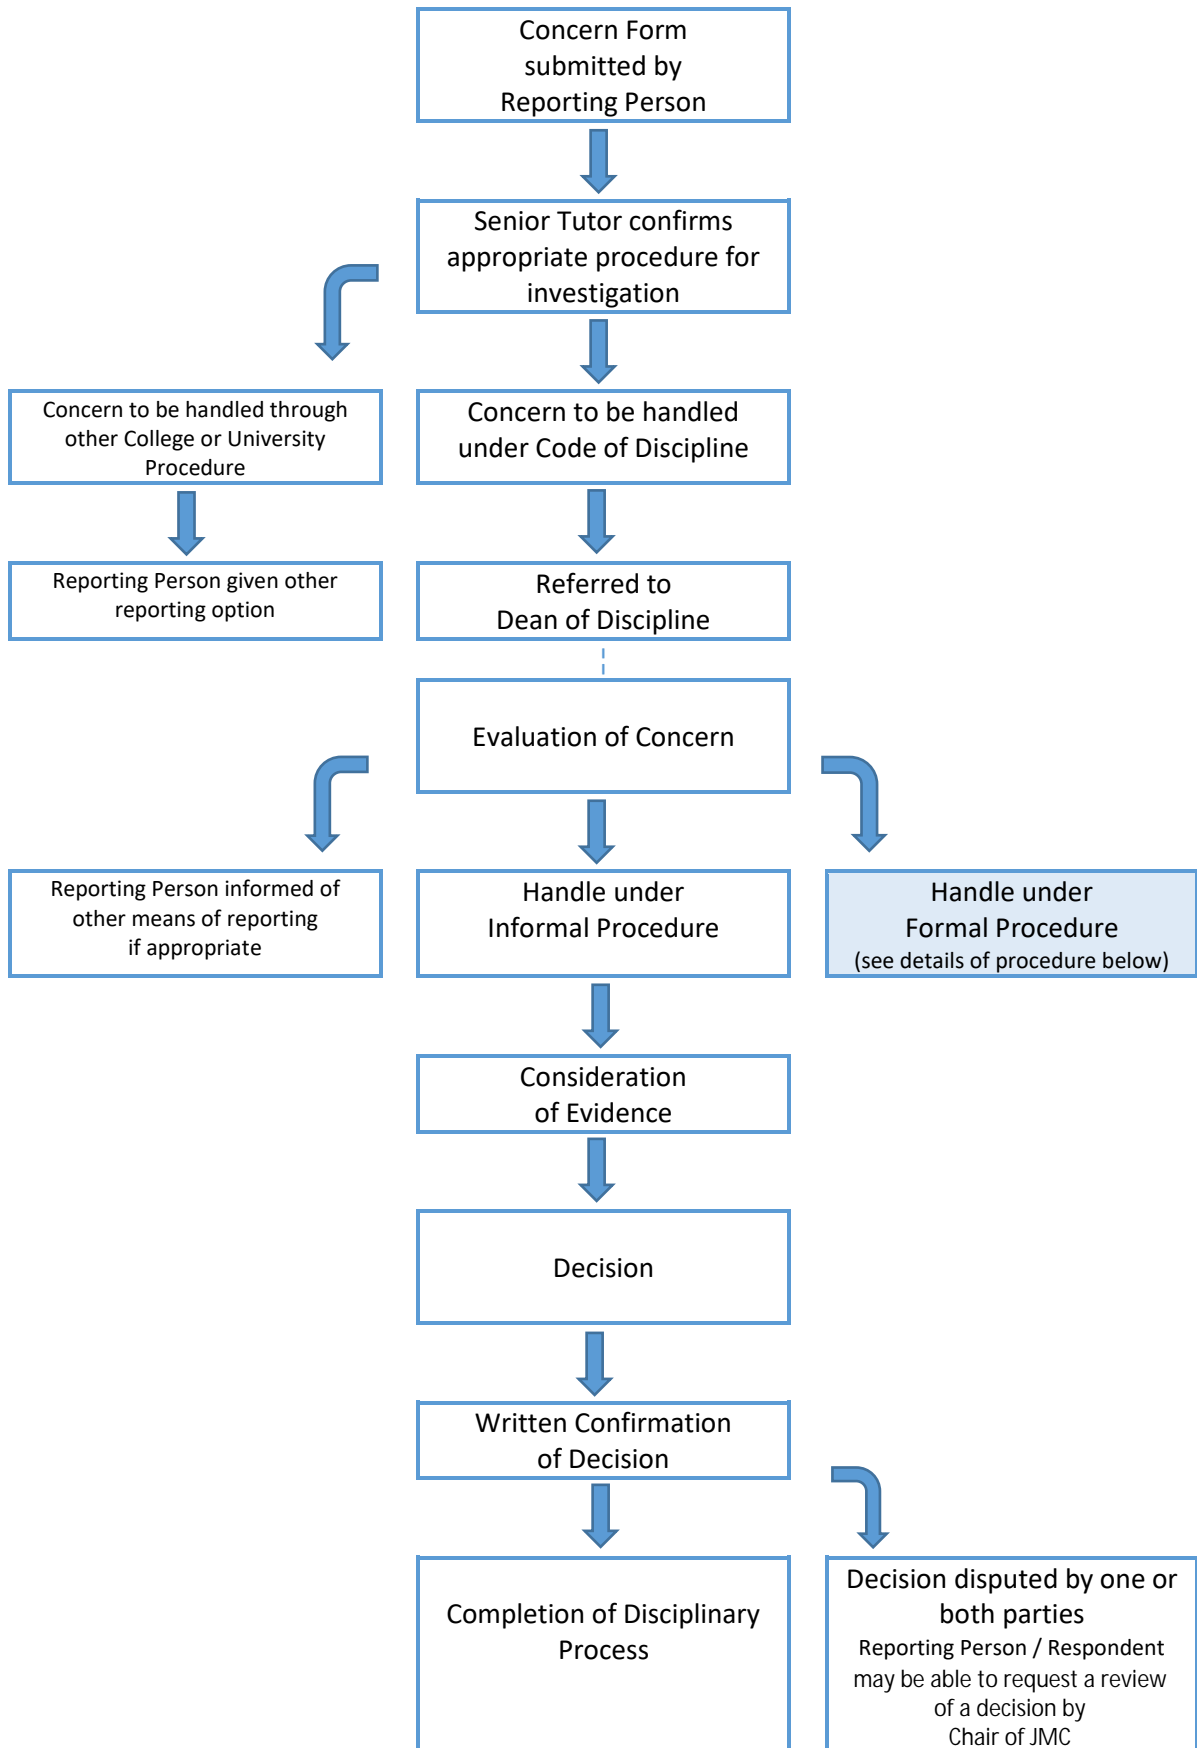 Concern Form
submitted by
Reporting Person
Senior Tutor confirms
appropriate procedure for
investigation
Concern to be handled through
other College or University
Procedure
Concern to be handled
under Code of Discipline
Reporting Person given other
reporting option
Referred to
Dean of Discipline
Evaluation of Concern
Reporting Person informed of
other means of reporting
if appropriate
Handle under
Informal Procedure
Handle under
Formal Procedure
(see details of procedure below)
Consideration
of Evidence
Decision
Written Confirmation
of Decision
Completion of Disciplinary
Process
Decision disputed by one or
both parties
Reporting Person / Respondent
may be able to request a review
of a decision by
Chair of JMC